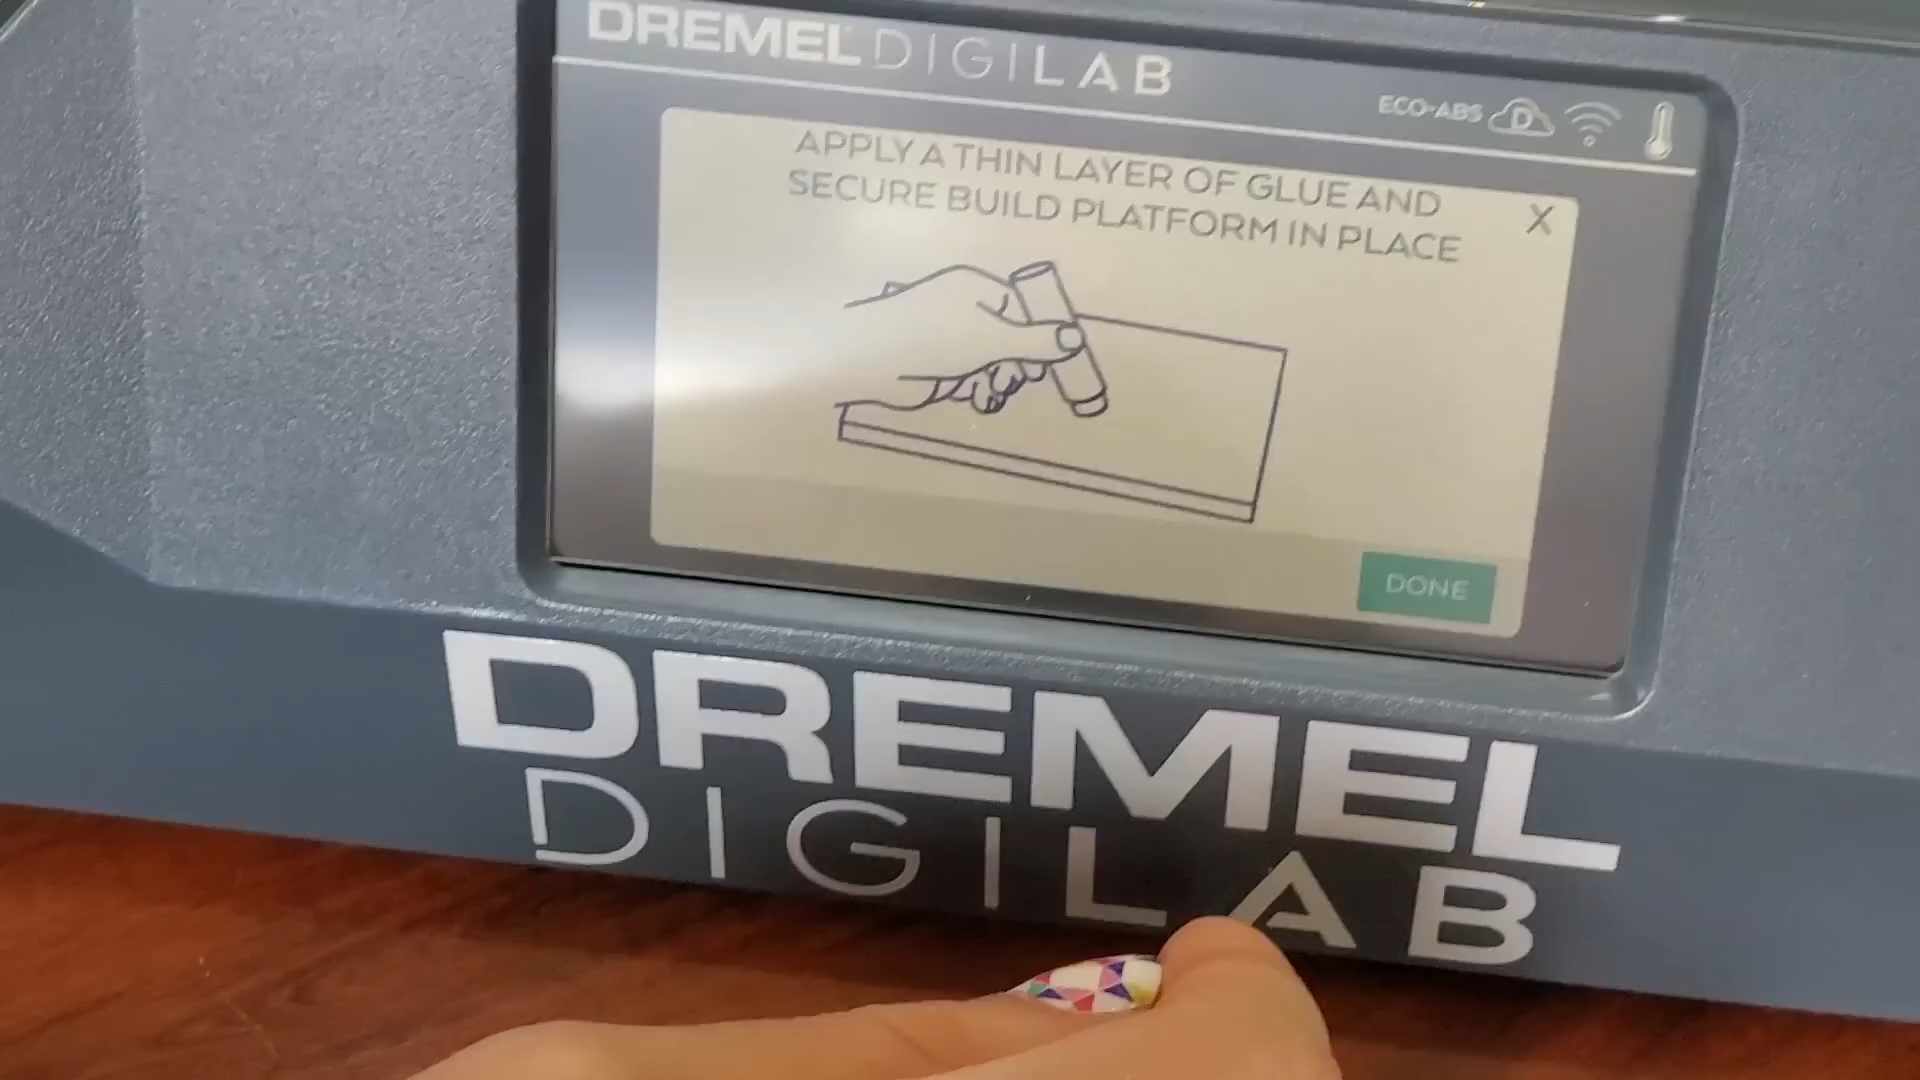 DREMEL DIGILAB
ECO-ABS D
APPLY A THIN LAYER OF GLUE AND
SECURE BUILD PLATFORM IN PLACE
X
DONE
DREMEL
DIGILAB